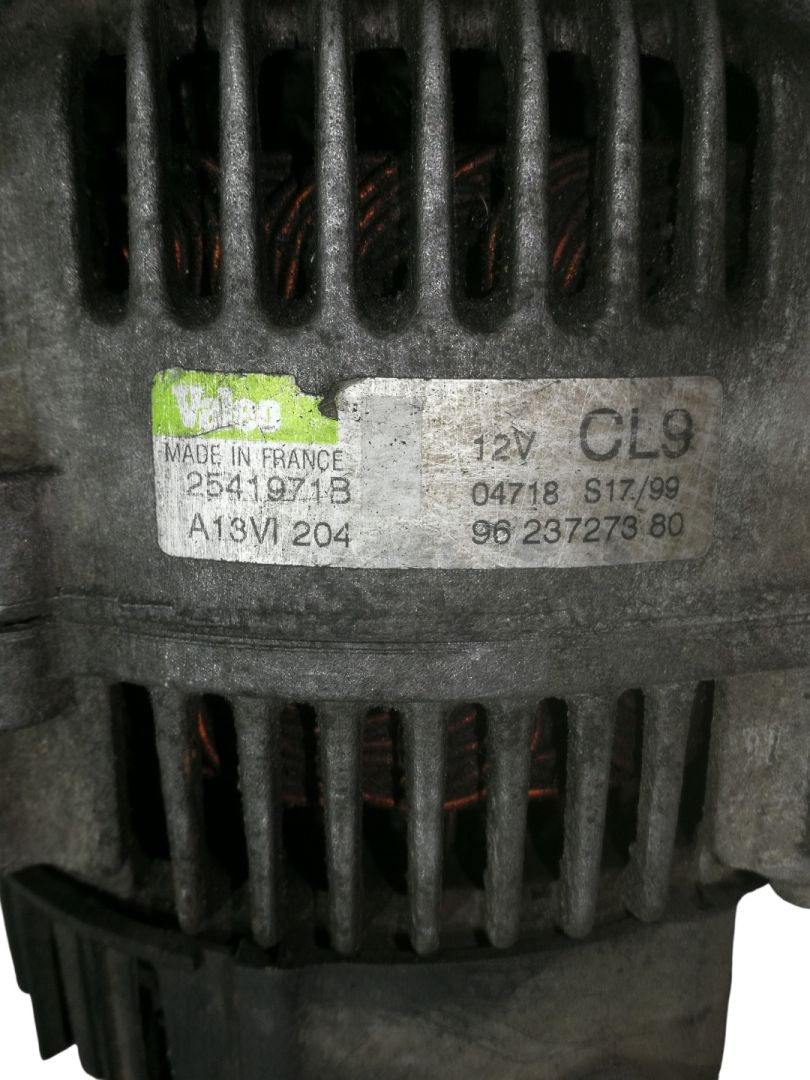 Valeo
MADE IN FRANCE
2541971B
A13VI 204
12V CL9
04718 S17/99
96 237273 80